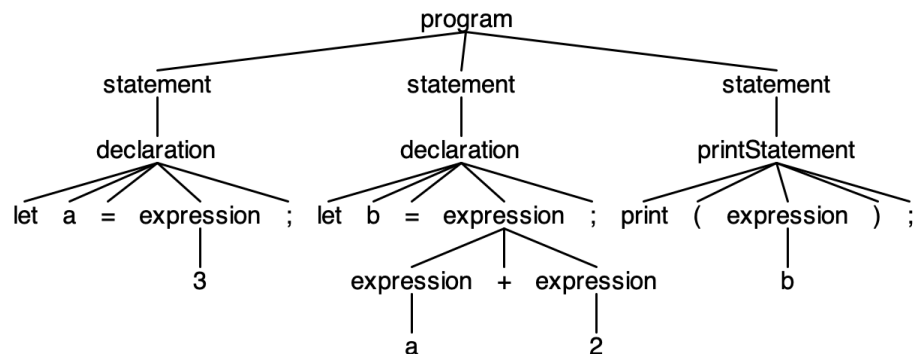 program
statement statement statement
declaration declaration printStatement
let a = expression ; let b = expression ; print ( expression ) ;
3 expression + expression b
a 2